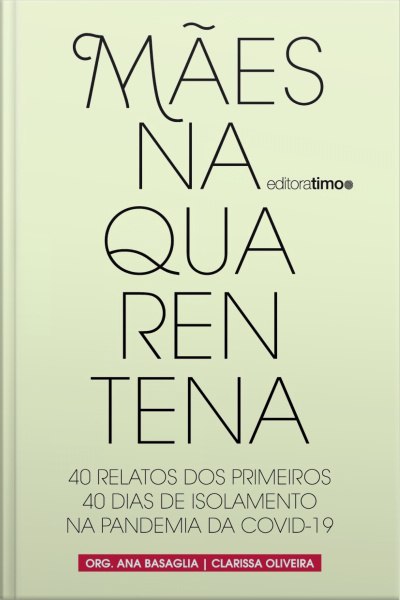 MÃES
NA
editoratimo
QUA
REN
TENA
40 RELATOS DOS PRIMEIROS
40 DIAS DE ISOLAMENTO
NA PANDEMIA DA COVID-19
ORG. ANA BASAGLIA | CLARISSA OLIVEIRA